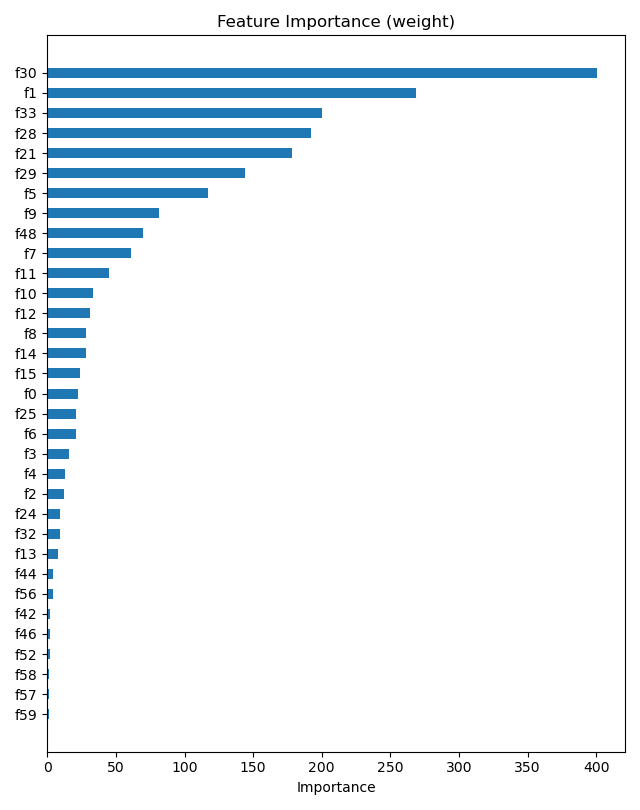 Feature Importance (weight)
f30
f1
f33
f28
f21
f29
f5
f9
f48
f7
f11
f10
f12
f8
f14
f15
f0
f25
f6
f3
f4
f2
f24
f32
f13
f44
f56
f42
f46
f52
f58
f57
f59
0 50 100 150 200 250 300 350 400
Importance